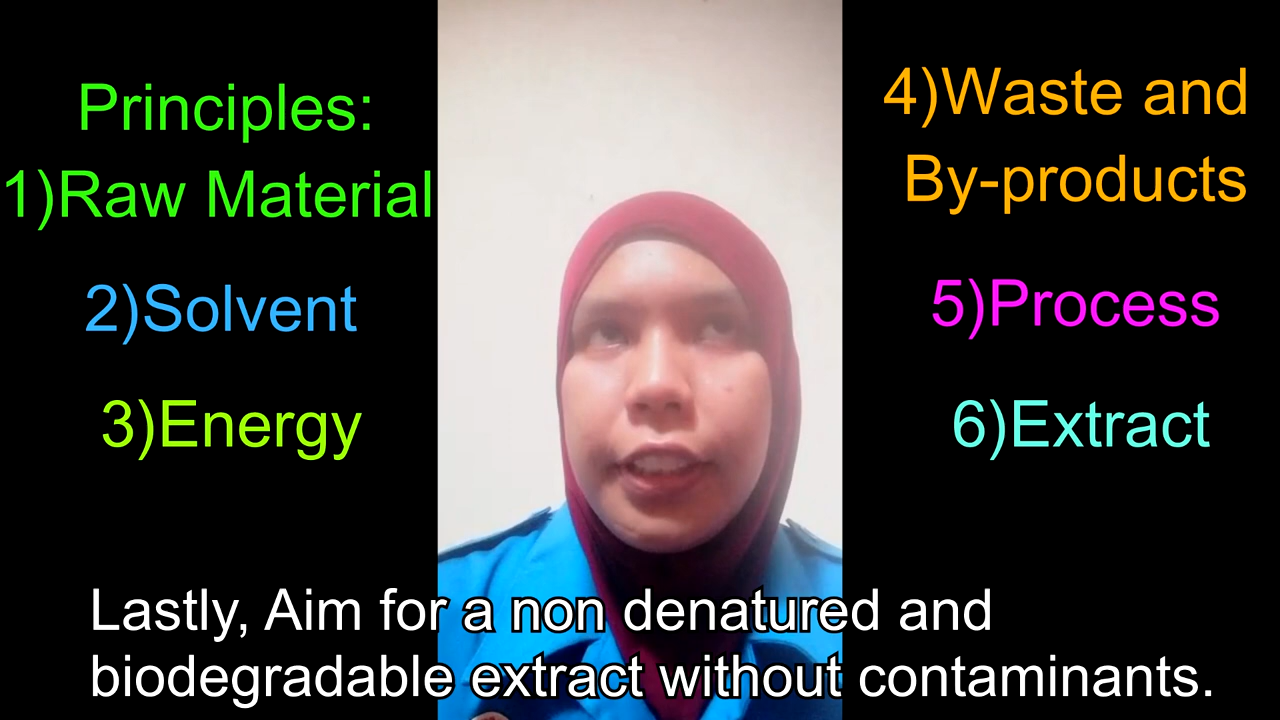 Principles:
1)Raw Material
2)Solvent
3)Energy
4)Waste and
By-products
5)Process
6)Extract
Lastly, Aim for a non denatured and
biodegradable extract without contaminants.